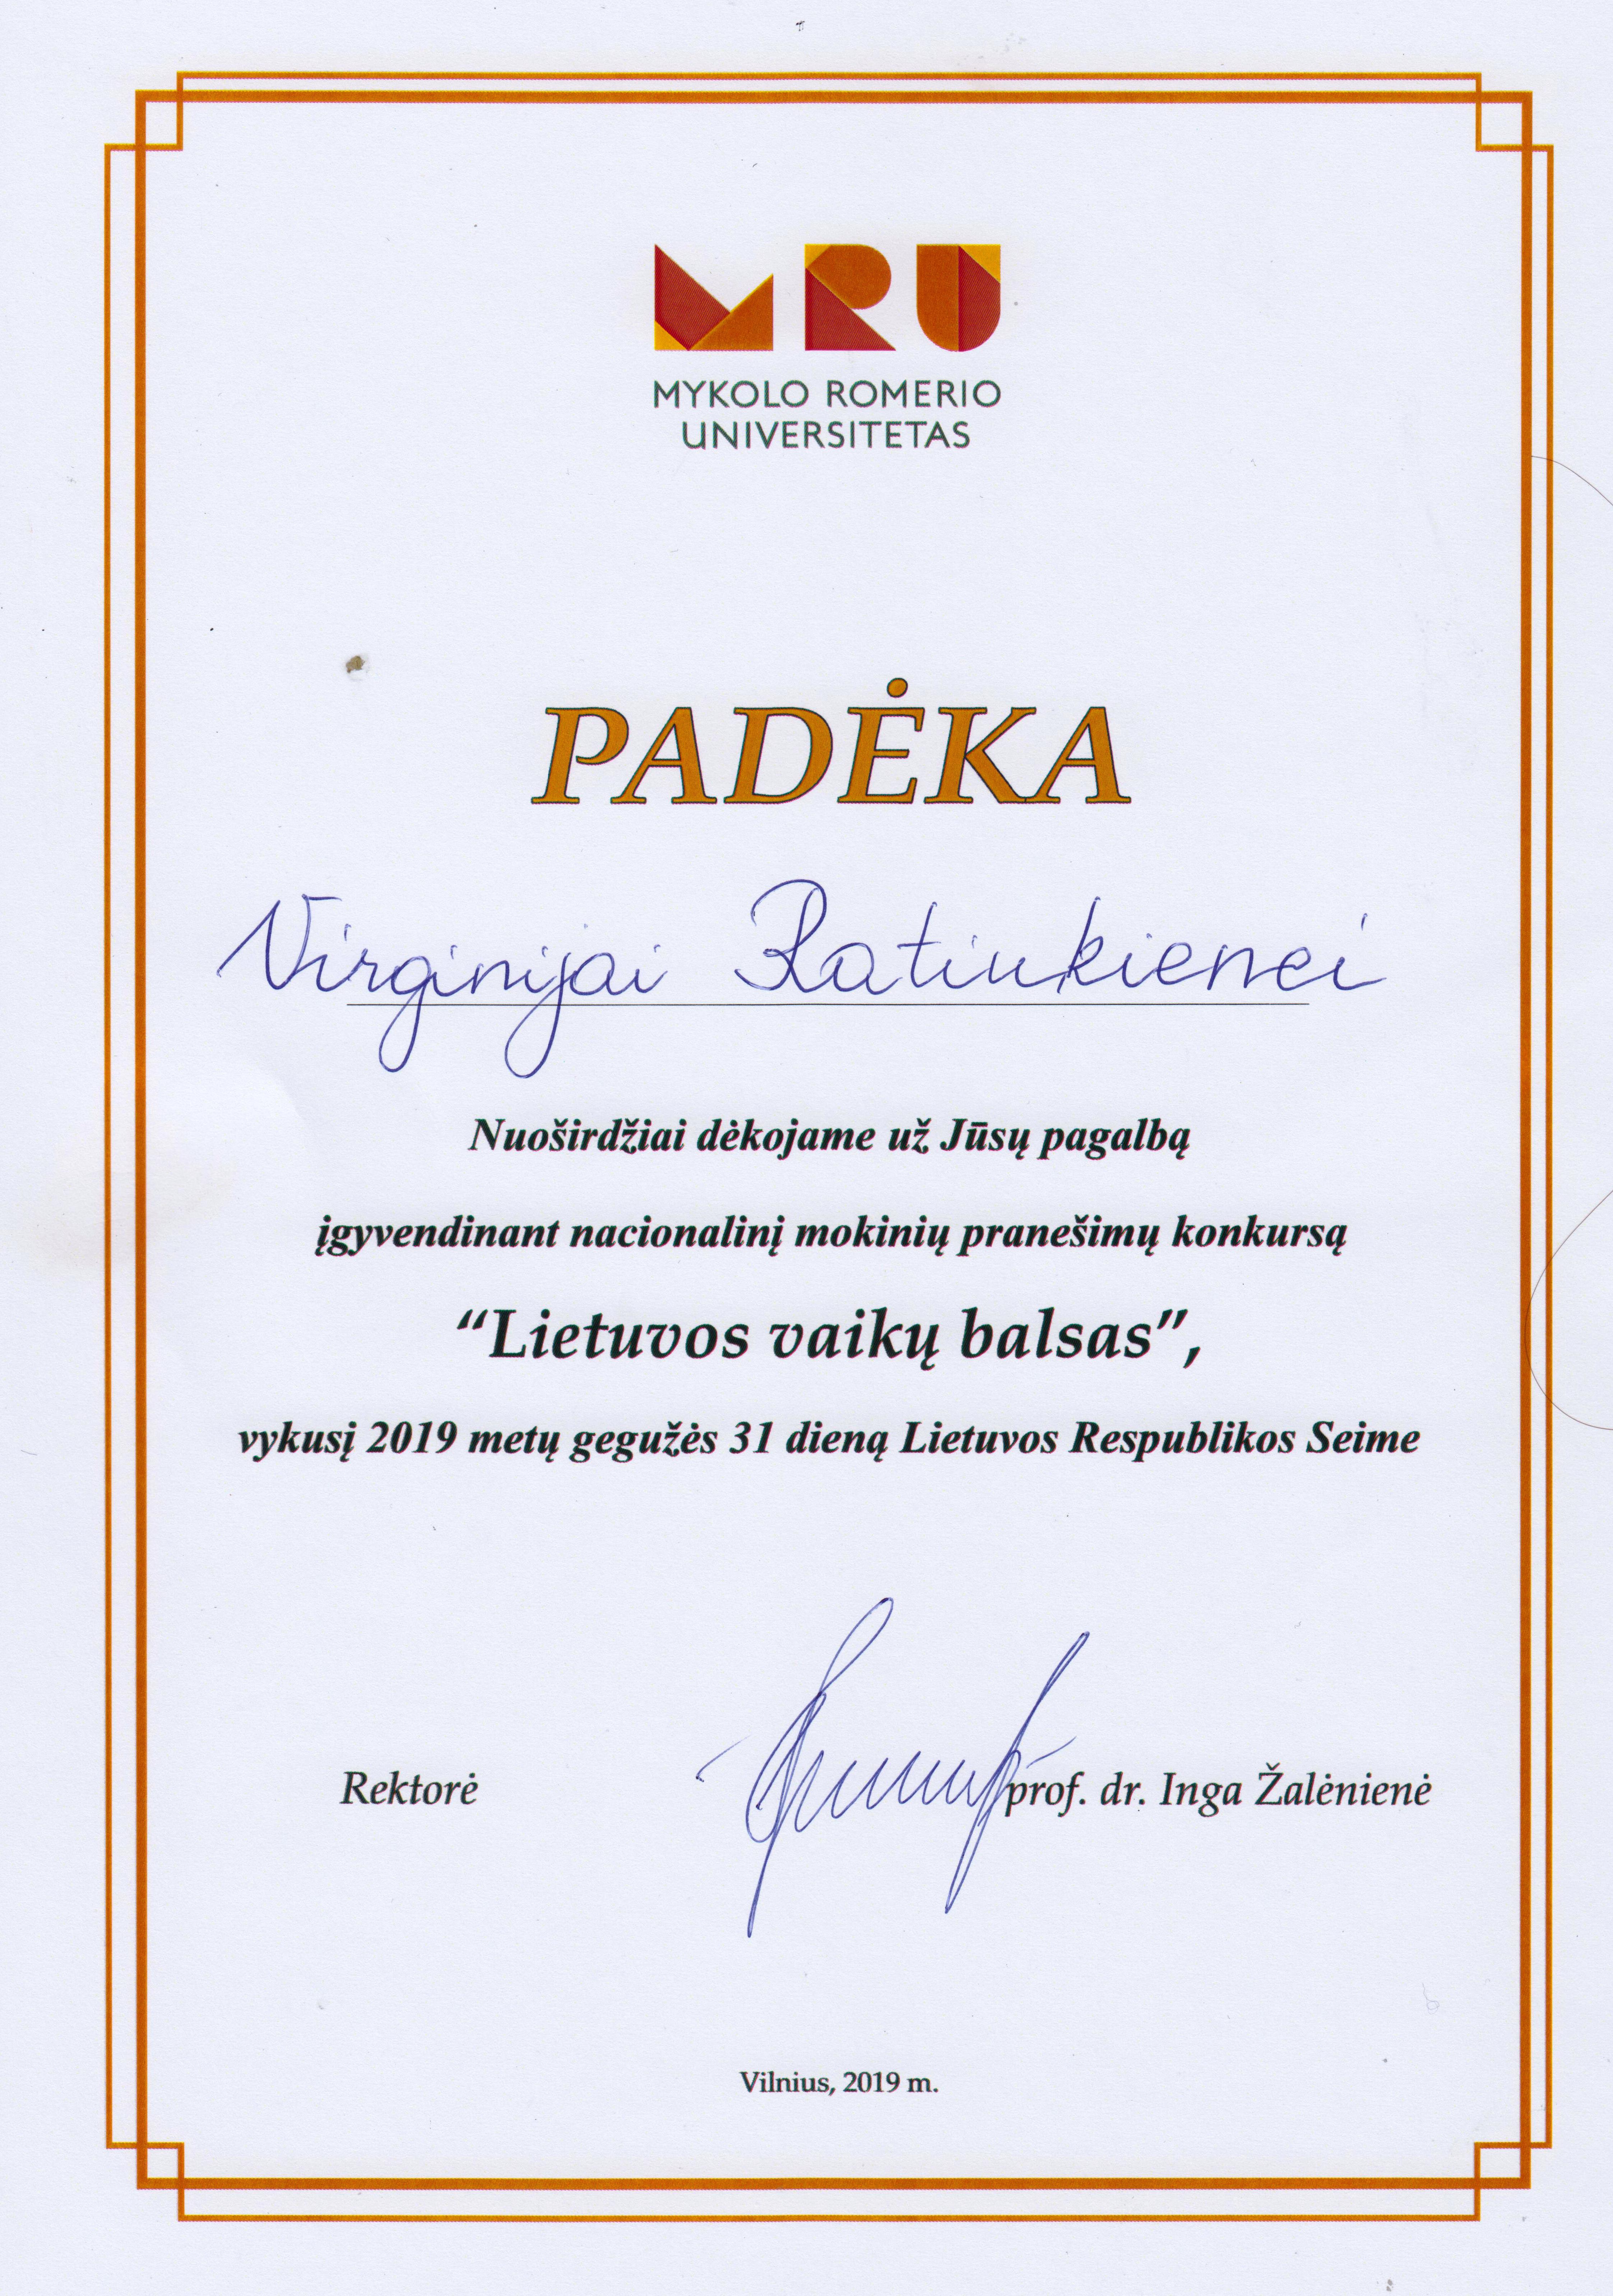 MRU
MYKOLO ROMERIO
UNIVERSITETAS
PADĖKA
Virginijai Ratiukienei
Nuoširdžiai dėkojame už Jūsų pagalbą
įgyvendinant nacionalinį mokinių pranešimų konkursą
“Lietuvos vaikų balsas”,
vykusį 2019 metų gegužės 31 dieną Lietuvos Respublikos Seime
Rektorė prof. dr. Inga Žalėnienė
Vilnius, 2019 m.